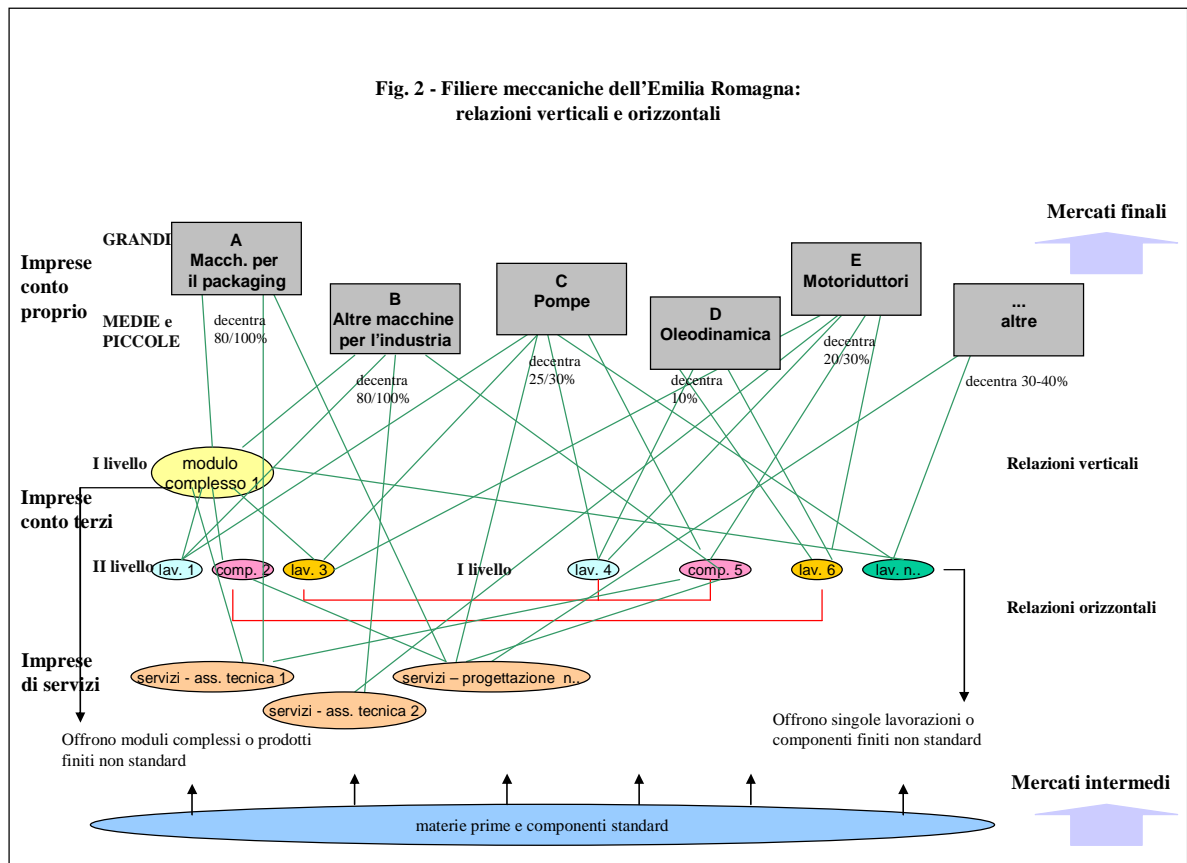 Fig. 2 - Filiere meccaniche dell'Emilia Romagna:
relazioni verticali e orizzontali
Mercati finali
GRANDI
Imprese
conto
proprio
MEDIE e
PICCOLE
A
Macch. per
il packaging
decentra
80/100%
B
Altre macchine
per l'industria
decentra
80/100%
C
Pompe
decentra
25/30%
D
Oleodinamica
decentra
10%
E
Motoriduttori
decentra
20/30%
...
altre
decentra 30-40%
I livello
modulo
complesso 1
Relazioni verticali
Imprese
conto terzi
II livello
lav. 1
comp. 2
lav. 3
I livello
lav. 4
comp. 5
lav. 6
lav. n..
Relazioni orizzontali
Imprese
di servizi
servizi - ass. tecnica 1
servizi - ass. tecnica 2
servizi – progettazione n..
Offrono moduli complessi o prodotti
finiti non standard
Offrono singole lavorazioni o
componenti finiti non standard
Mercati intermedi
materie prime e componenti standard